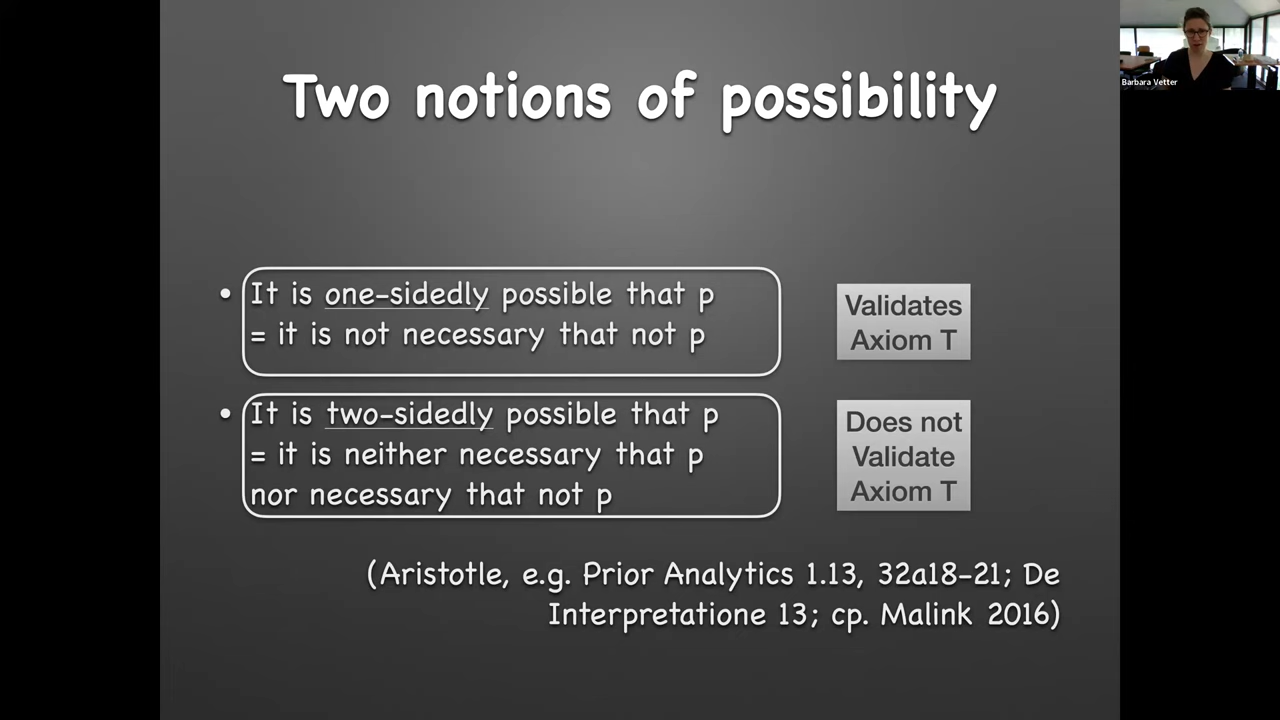 Two notions of possibility
Barbara Vetter
• It is one-sidedly possible that p
= it is not necessary that not p
Validates
Axiom T
• It is two-sidedly possible that p
= it is neither necessary that p
nor necessary that not p
Does not
Validate
Axiom T
(Aristotle, e.g. Prior Analytics 1.13, 32a18-21; De
Interpretatione 13; cp. Malink 2016)